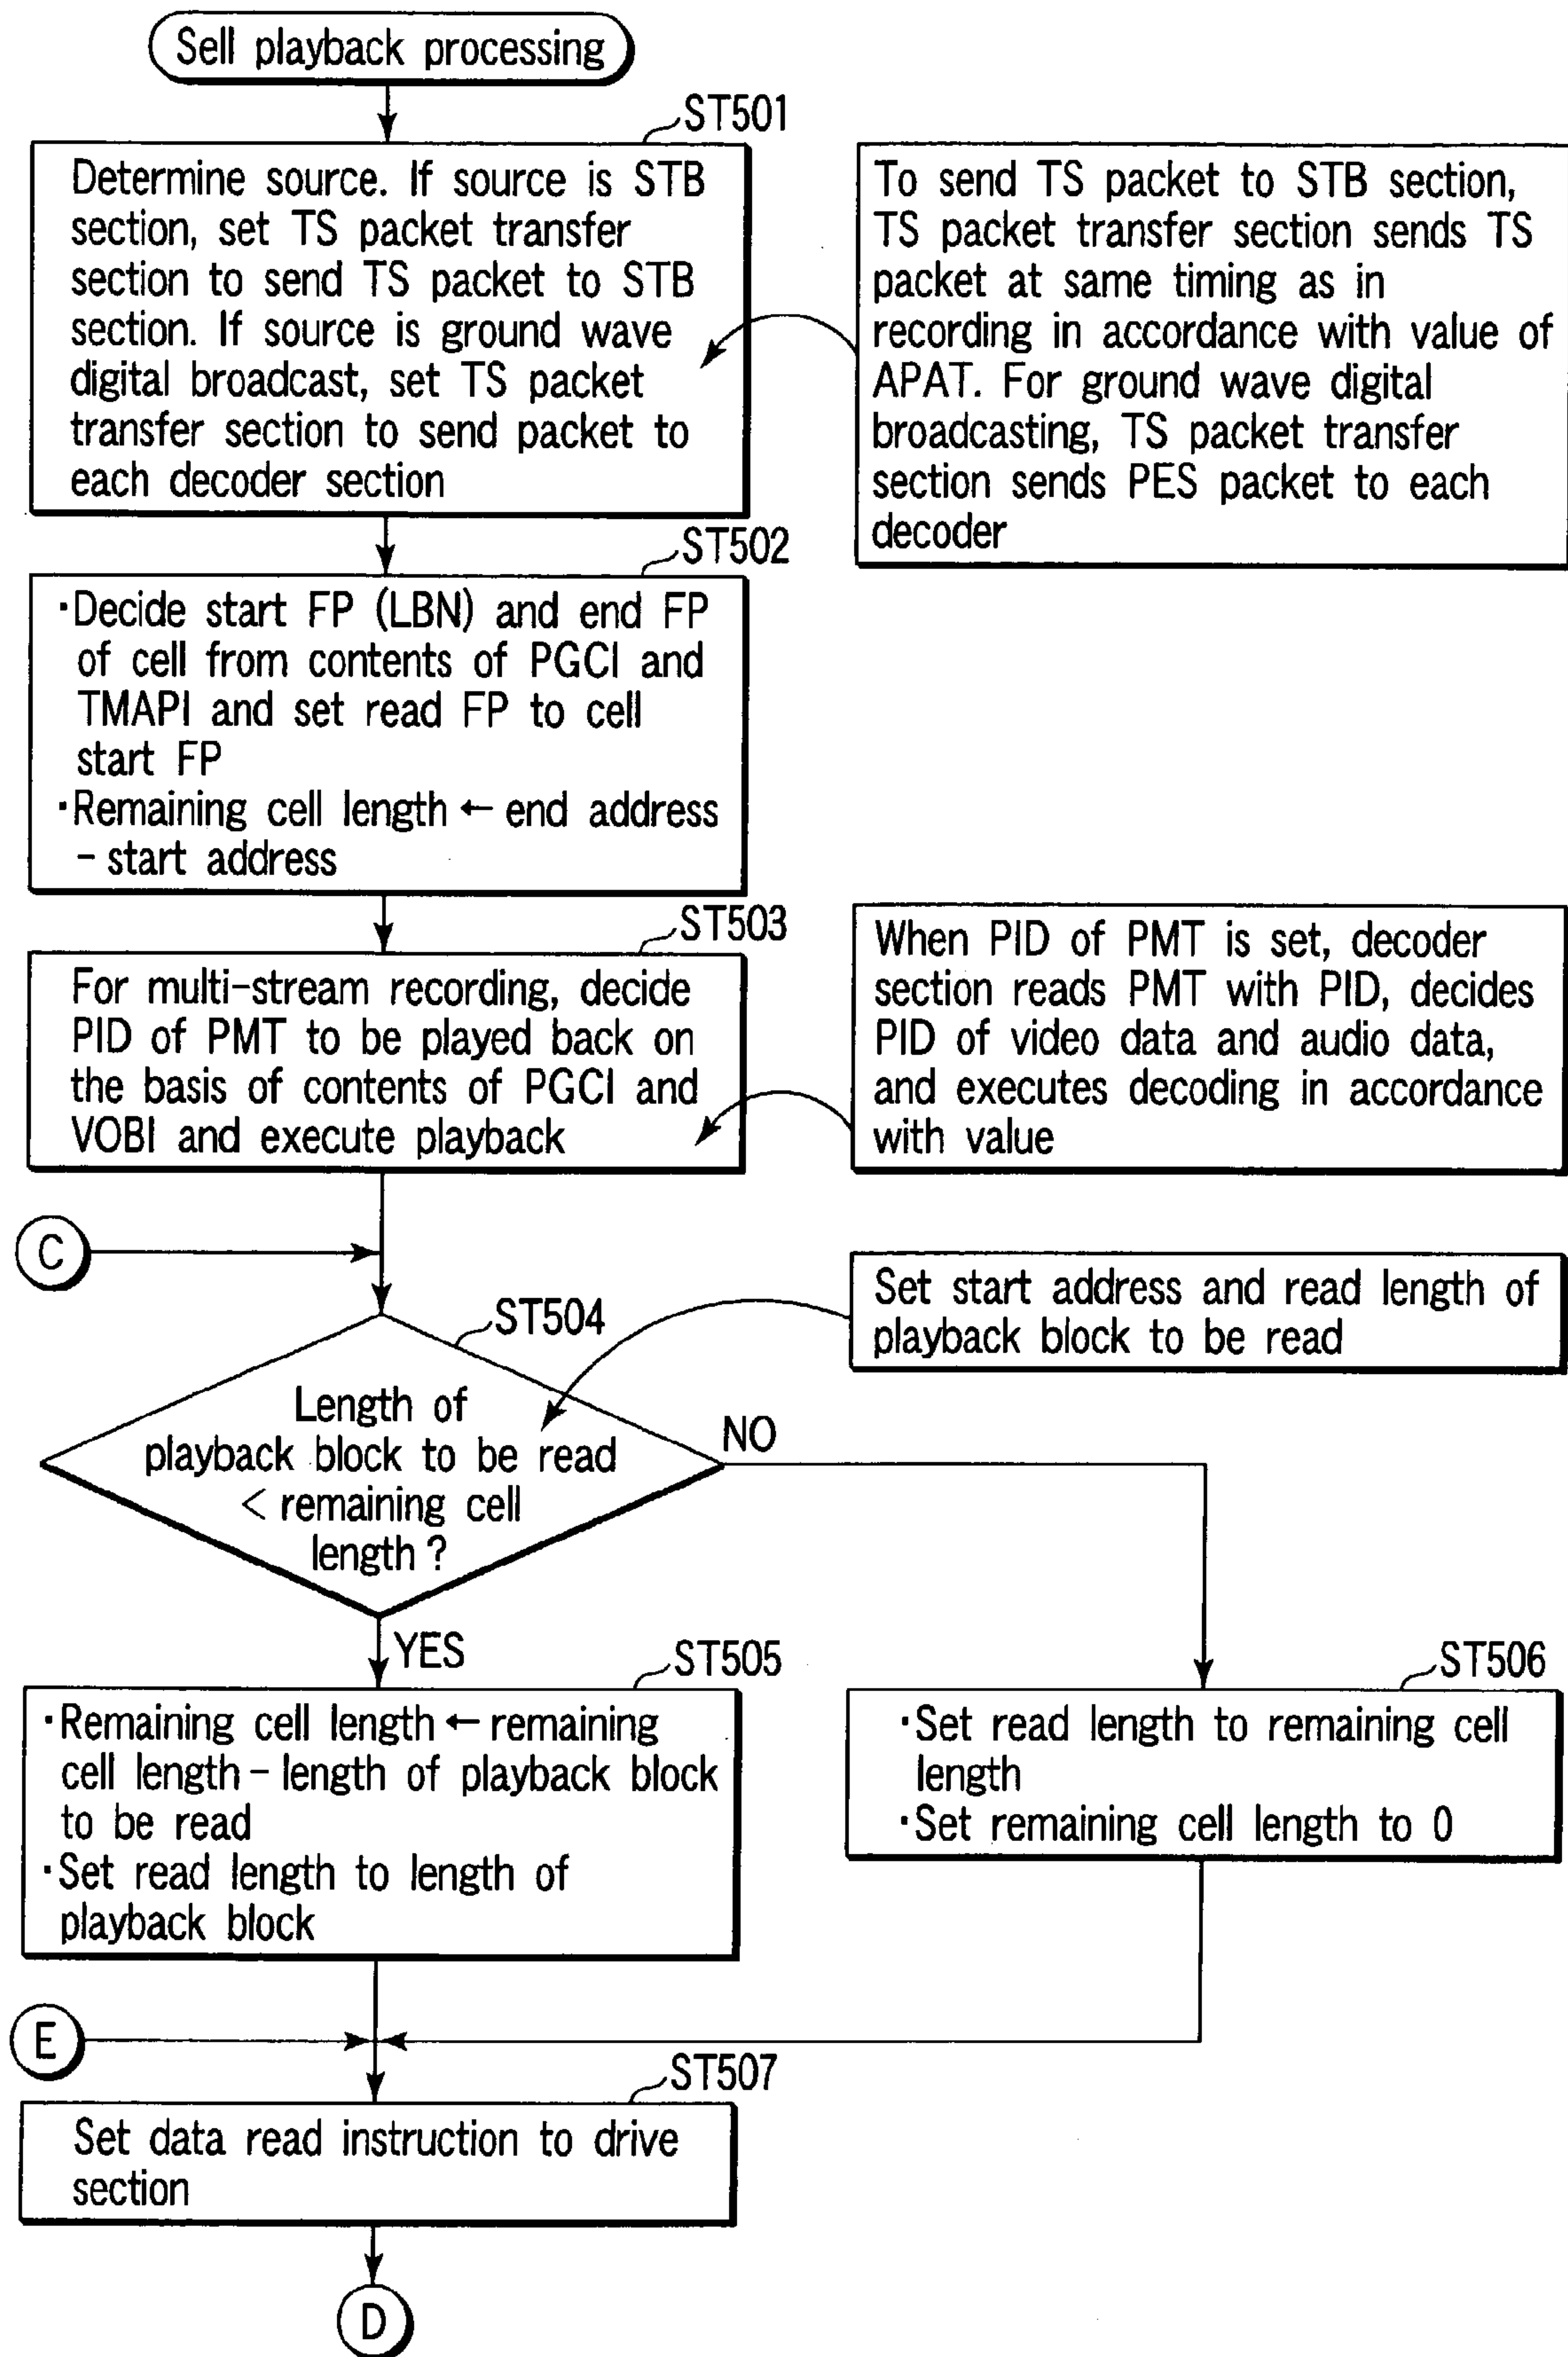 Sell playback processing
ST501
Determine source. If source is STB
section, set TS packet transfer
section to send TS packet to STB
section. If source is ground wave
digital broadcast, set TS packet
transfer section to send packet to
each decoder section
To send TS packet to STB section,
TS packet transfer section sends TS
packet at same timing as in
recording in accordance with value of
APAT. For ground wave digital
broadcasting, TS packet transfer
section sends PES packet to each
decoder
ST502
·Decide start FP (LBN) and end FP
of cell from contents of PGCI and
TMAPI and set read FP to cell
start FP
·Remaining cell length ← end address
- start address
ST503
For multi-stream recording, decide
PID of PMT to be played back on
the basis of contents of PGCI and
VOBI and execute playback
When PID of PMT is set, decoder
section reads PMT with PID, decides
PID of video data and audio data,
and executes decoding in accordance
with value
C
Set start address and read length of
playback block to be read
ST504
Length of
playback block to be read
< remaining cell
length ?
NO
YES
ST505
·Remaining cell length ← remaining
cell length - length of playback block
to be read
·Set read length to length of
playback block
ST506
·Set read length to remaining cell
length
·Set remaining cell length to 0
E
ST507
Set data read instruction to drive
section
D